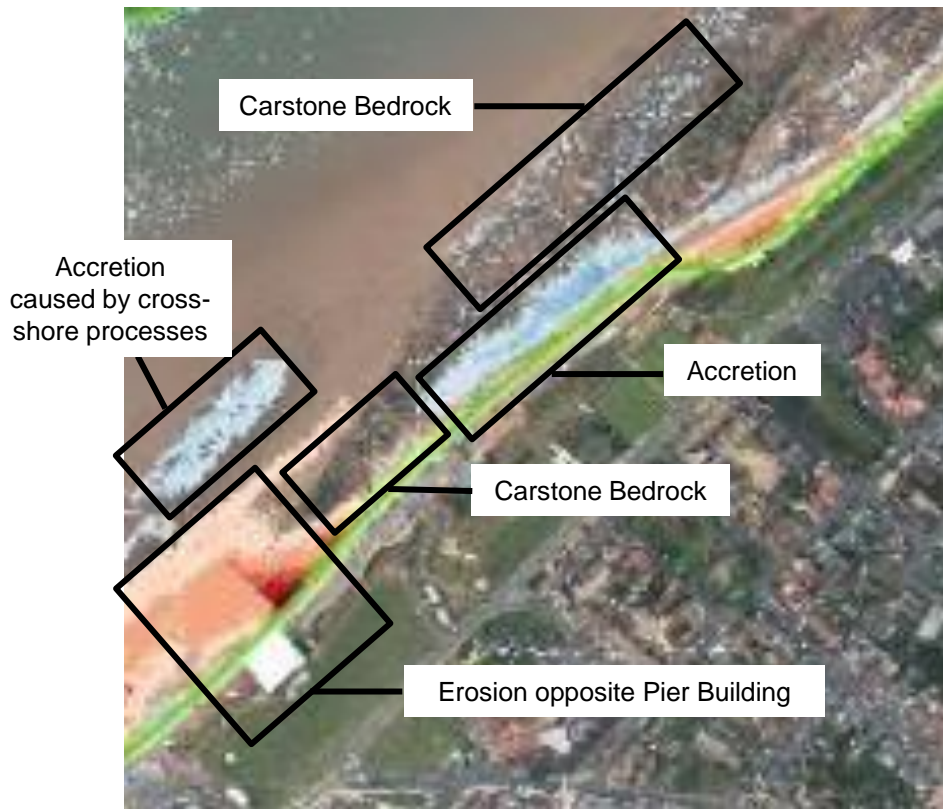 Carstone Bedrock
Accretion
caused by cross-
shore processes
Accretion
Carstone Bedrock
Erosion opposite Pier Building